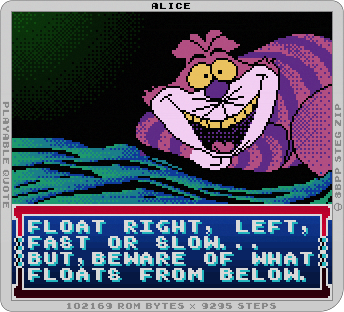 ALICE
PLAYABLE QUOTE
8BPP STEG ZIP
FLOAT RIGHT, LEFT,
FAST OR SLOW...
BUT,BEWARE OF WHAT
FLOATS FROM BELOW.
102169 ROM BYTES × 9295 STEPS